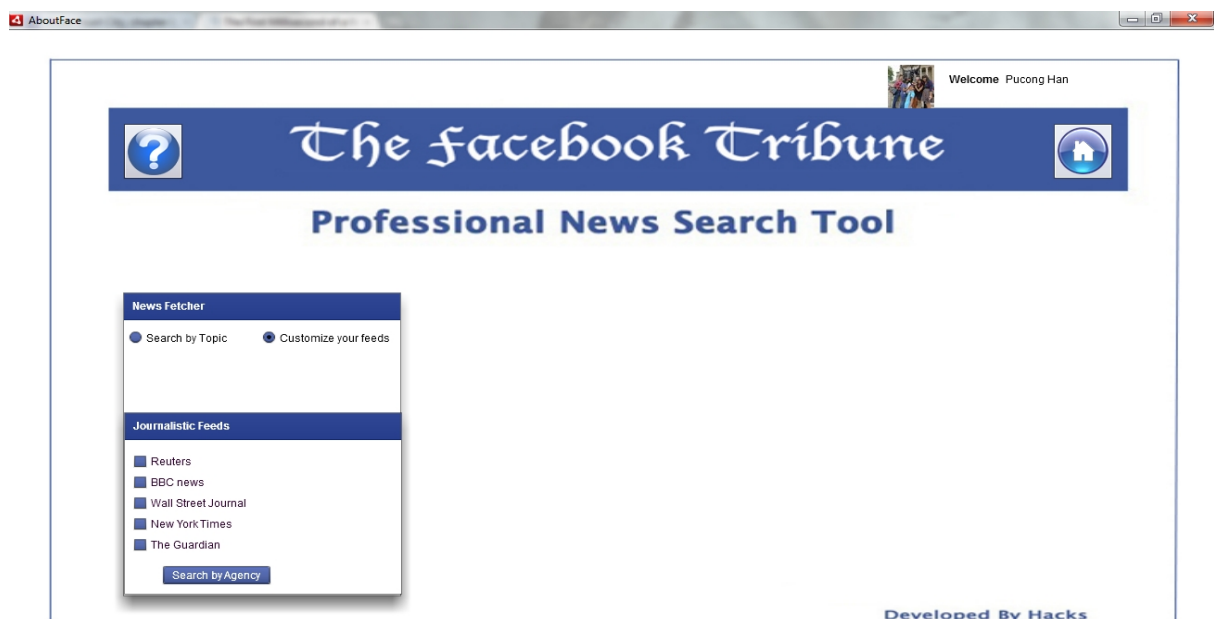 AboutFace
Welcome Pucong Han
The Facebook Tribune
Professional News Search Tool
News Fetcher
Search by Topic Customize your feeds
Journalistic Feeds
Reuters
BBC news
Wall Street Journal
New York Times
The Guardian
Search by Agency
Developed By Hacks